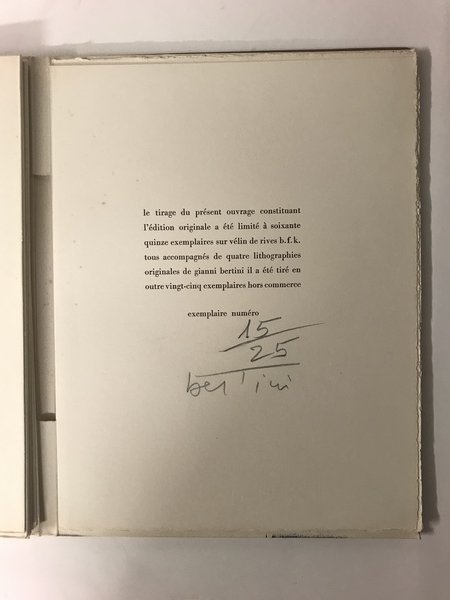 le tirage du présent ouvrage constituant
l'édition originale a été limité à soixante
quinze exemplaires sur vélin de rives b. f. k.
tous accompagnés de quatre lithographies
originales de gianni bertini il a été tiré en
outre vingt-cinq exemplaires hors commerce
exemplaire numéro
15
25
bertini